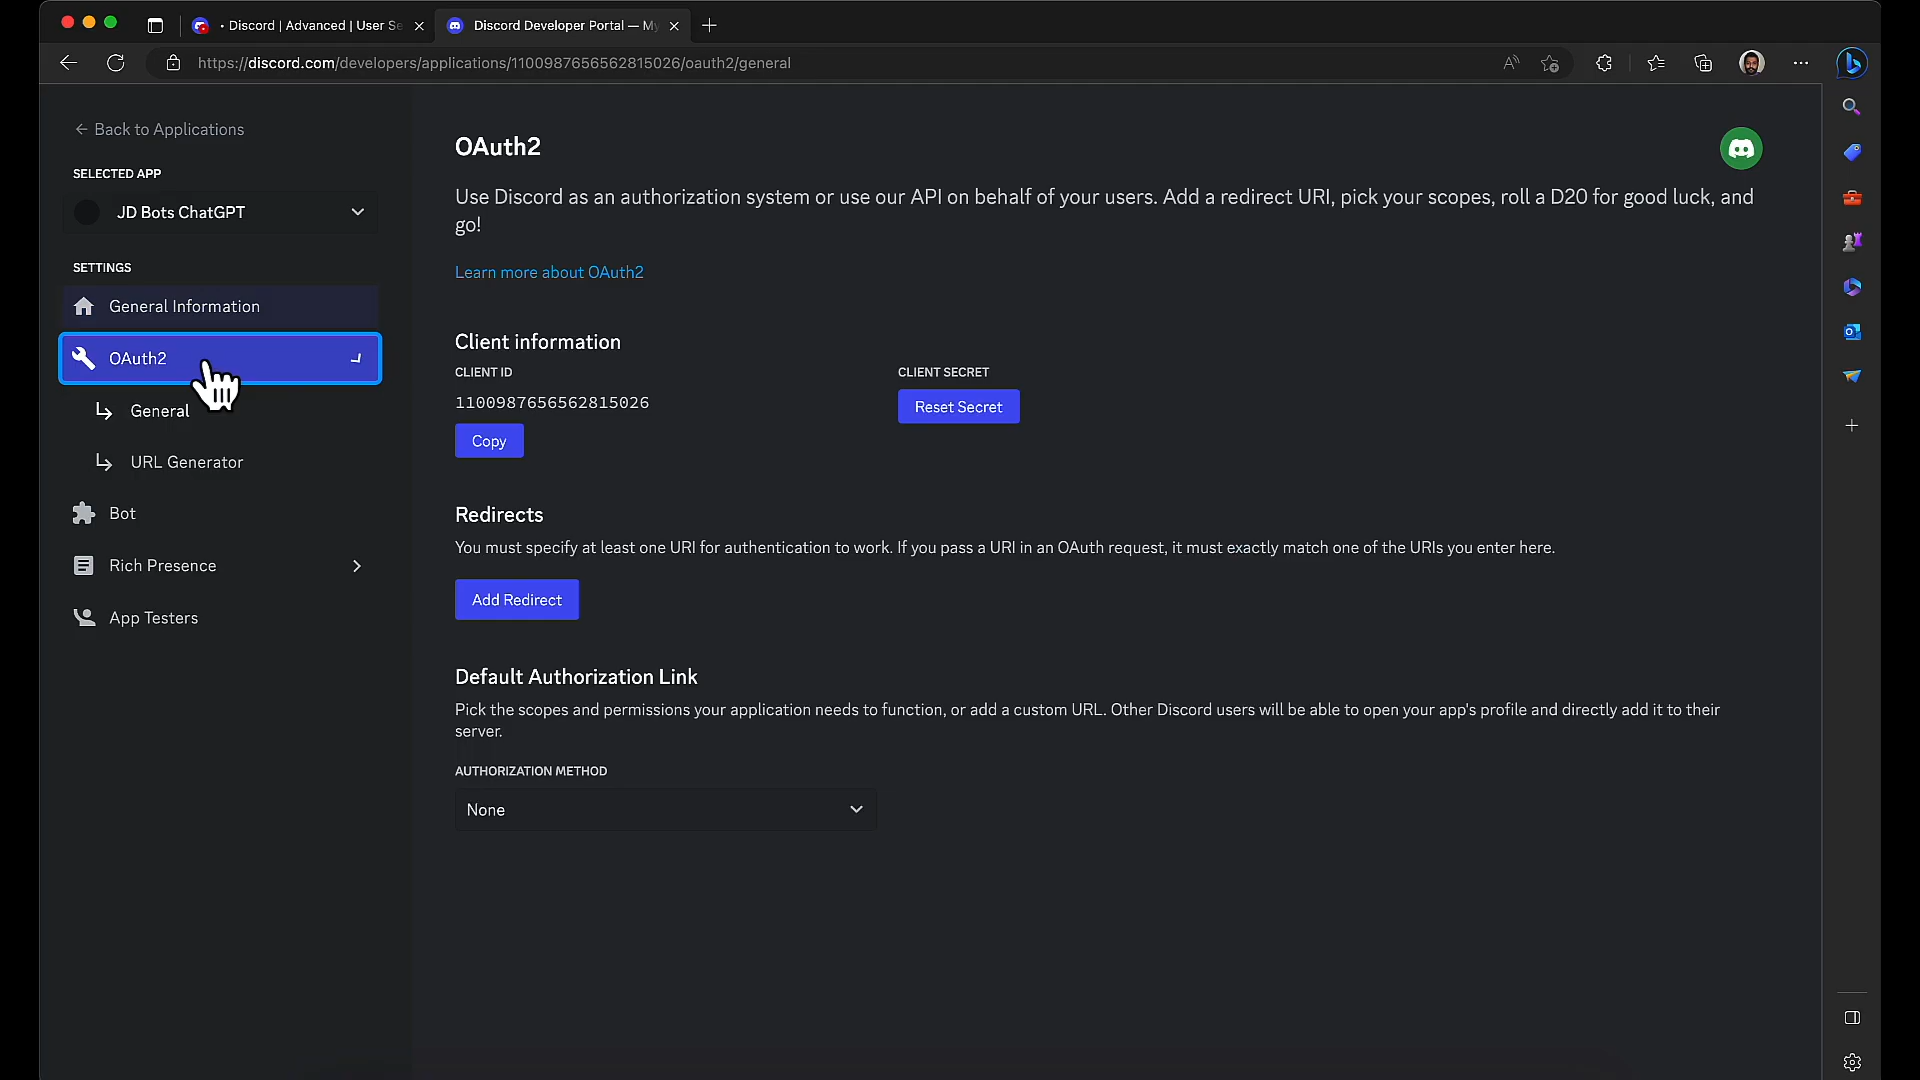 • Discord | Advanced | User Se
Discord Developer Portal — My
https://discord.com/developers/applications/1100987656562815026/oauth2/general
Back to Applications
SELECTED APP
JD Bots ChatGPT
SETTINGS
General Information
OAuth2
General
URL Generator
Bot
Rich Presence
App Testers
OAuth2
Use Discord as an authorization system or use our API on behalf of your users. Add a redirect URI, pick your scopes, roll a D20 for good luck, and
go!
Learn more about OAuth2
Client information
CLIENT ID
CLIENT SECRET
1100987656562815026
Reset Secret
Copy
Redirects
You must specify at least one URI for authentication to work. If you pass a URI in an OAuth request, it must exactly match one of the URIs you enter here.
Add Redirect
Default Authorization Link
Pick the scopes and permissions your application needs to function, or add a custom URL. Other Discord users will be able to open your app's profile and directly add it to their
server.
AUTHORIZATION METHOD
None